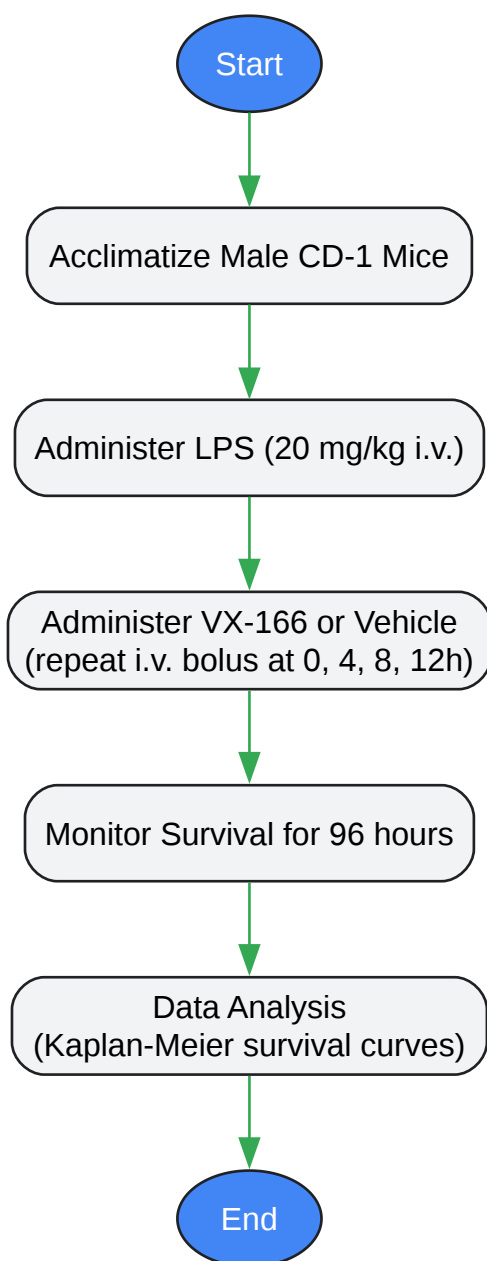 Start
Acclimatize Male CD-1 Mice
Administer LPS (20 mg/kg i.v.)
Administer VX-166 or Vehicle
(repeat i.v. bolus at 0, 4, 8, 12h)
Monitor Survival for 96 hours
Data Analysis
(Kaplan-Meier survival curves)
End